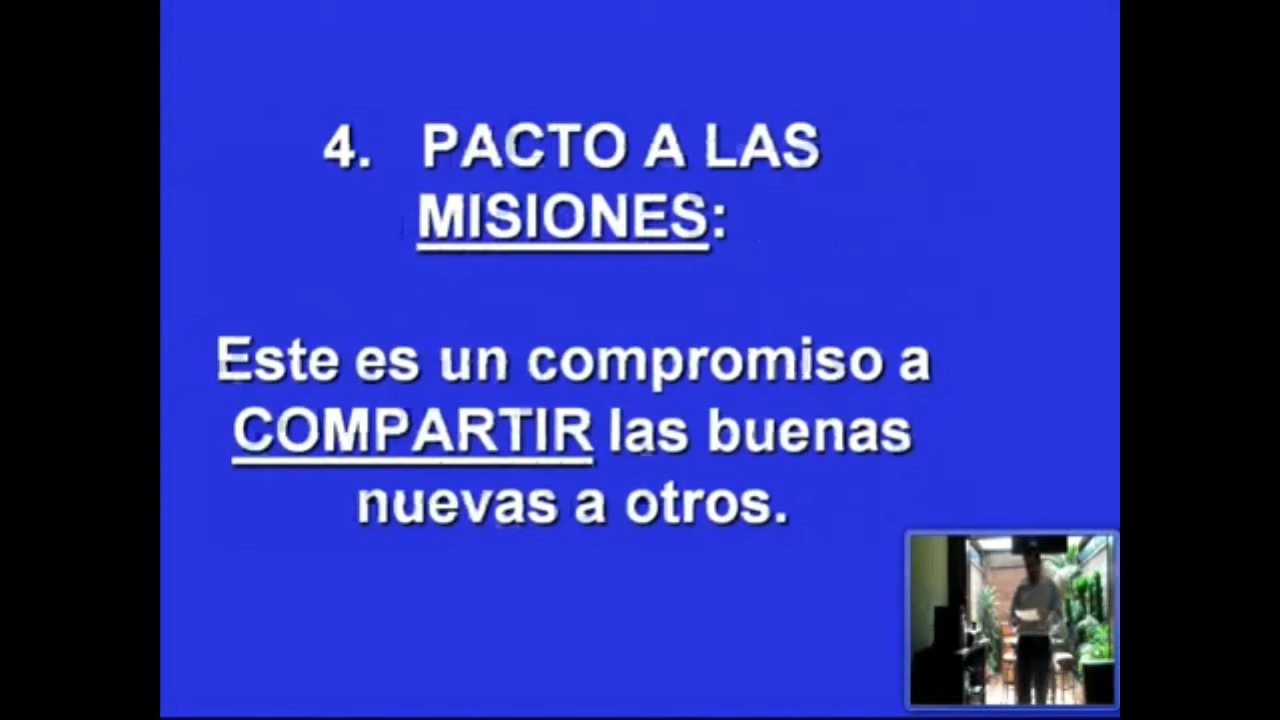 4. PACTO A LAS
MISIONES:
Este es un compromiso a
COMPARTIR las buenas
nuevas a otros.